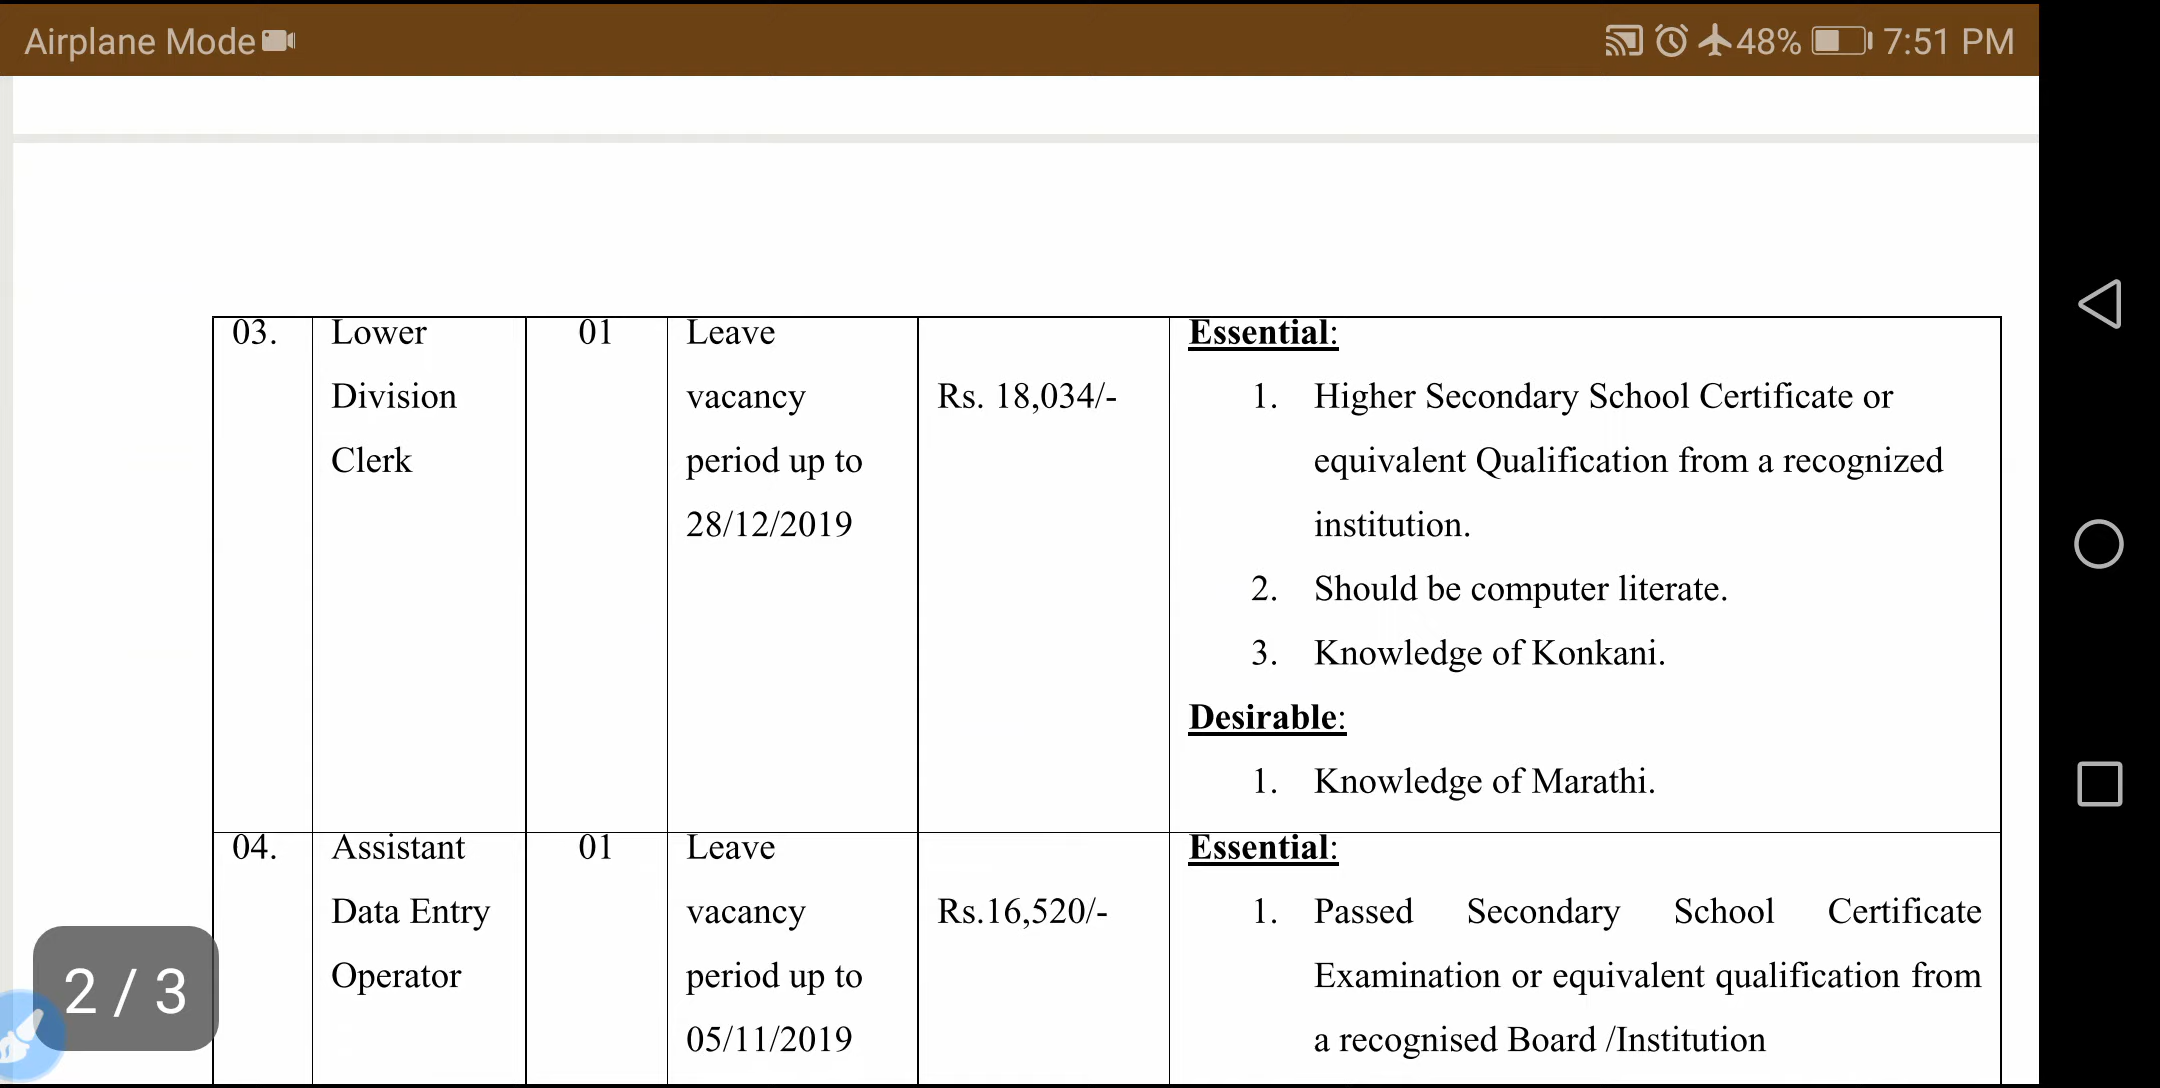 Airplane Mode 48% 7:51 PM
03. Lower 01 Leave Essential:
Division vacancy Rs. 18,034/- 1. Higher Secondary School Certificate or
Clerk period up to equivalent Qualification from a recognized
28/12/2019 institution.
2. Should be computer literate.
3. Knowledge of Konkani.
Desirable:
1. Knowledge of Marathi.
04. Assistant 01 Leave Essential:
Data Entry vacancy Rs.16,520/- 1. Passed Secondary School Certificate
Operator period up to Examination or equivalent qualification from
05/11/2019 a recognised Board /Institution
2 / 3